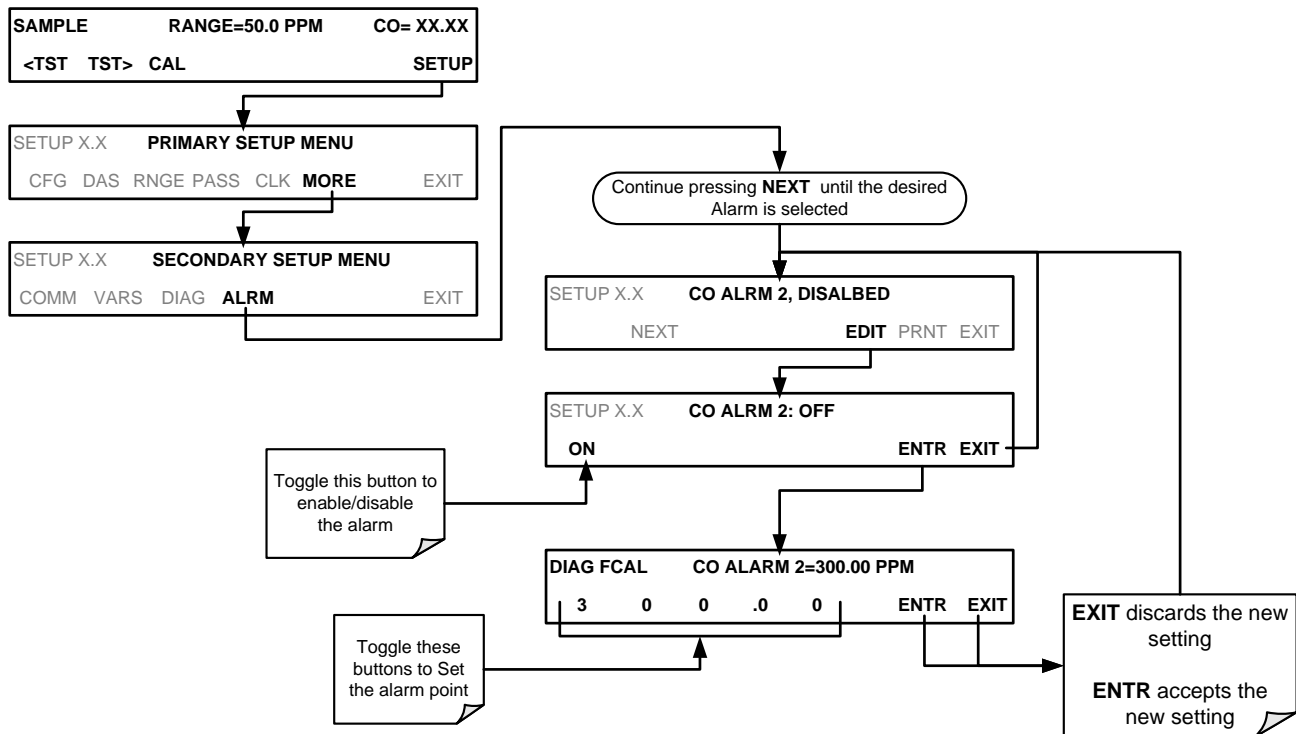 SAMPLE RANGE=50.0 PPM CO= XX.XX
<TST TST> CAL SETUP
SETUP X.X PRIMARY SETUP MENU
CFG DAS RNGE PASS CLK MORE EXIT
SETUP X.X SECONDARY SETUP MENU
COMM VARS DIAG ALRM EXIT
Continue pressing NEXT until the desired
Alarm is selected
SETUP X.X CO ALRM 2, DISALBED
NEXT EDIT PRNT EXIT
SETUP X.X CO ALRM 2: OFF
ON ENTR EXIT
Toggle this button to
enable/disable
the alarm
DIAG FCAL CO ALARM 2=300.00 PPM
3 0 0 .0 0 ENTR EXIT
Toggle these
buttons to Set
the alarm point
EXIT discards the new
setting
ENTR accepts the
new setting